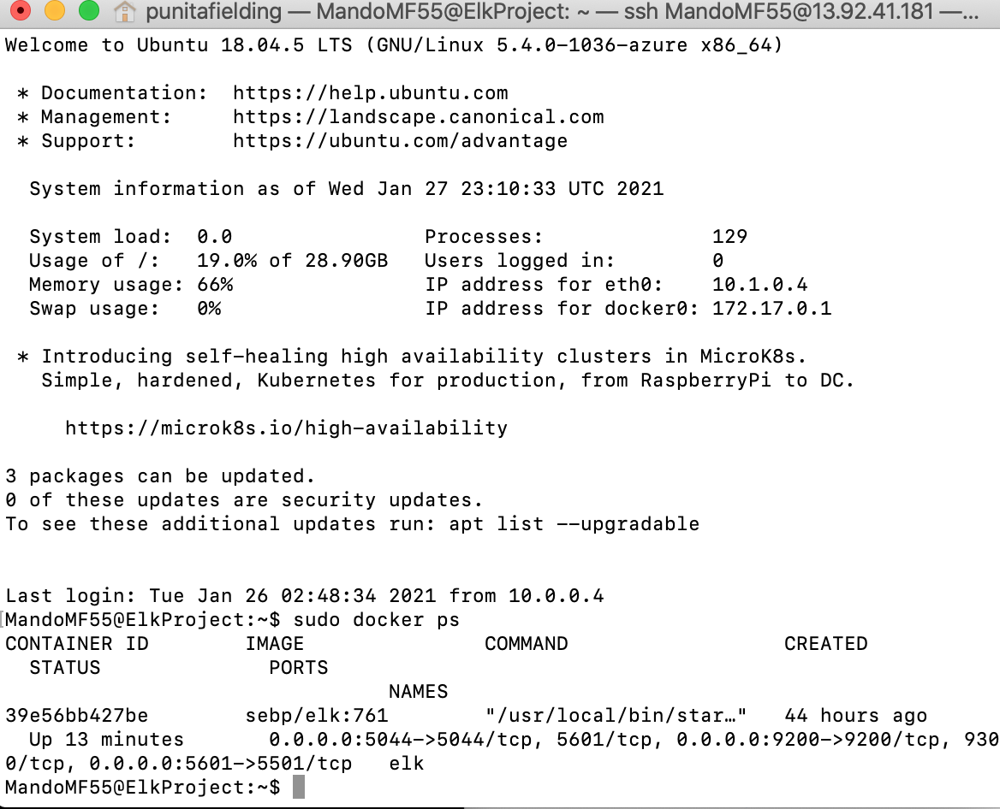 punitafielding — MandoMF55@ElkProject: ~ — ssh MandoMF55@13.92.41.181 —...
Welcome to Ubuntu 18.04.5 LTS (GNU/Linux 5.4.0-1036-azure x86_64)
* Documentation:  https://help.ubuntu.com
* Management:     https://landscape.canonical.com
* Support:        https://ubuntu.com/advantage
System information as of Wed Jan 27 23:10:33 UTC 2021
System load:  0.0                Processes:              129
Usage of /:   19.0% of 28.90GB   Users logged in:        0
Memory usage: 66%                IP address for eth0:    10.1.0.4
Swap usage:   0%                 IP address for docker0: 172.17.0.1
* Introducing self-healing high availability clusters in MicroK8s.
Simple, hardened, Kubernetes for production, from RaspberryPi to DC.
https://microk8s.io/high-availability
3 packages can be updated.
0 of these updates are security updates.
To see these additional updates run: apt list --upgradable
Last login: Tue Jan 26 02:48:34 2021 from 10.0.0.4
[MandoMF55@ElkProject:~$ sudo docker ps
CONTAINER ID        IMAGE               COMMAND                  CREATED
STATUS              PORTS
NAMES
39e56bb427be        sebp/elk:761        "/usr/local/bin/star…"   44 hours ago
Up 13 minutes       0.0.0.0:5044->5044/tcp, 5601/tcp, 0.0.0.0:9200->9200/tcp, 930
0/tcp, 0.0.0.0:5601->5501/tcp   elk
MandoMF55@ElkProject:~$